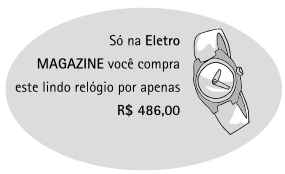 Só na Eletro
MAGAZINE você compra
este lindo relógio por apenas
R$ 486,00